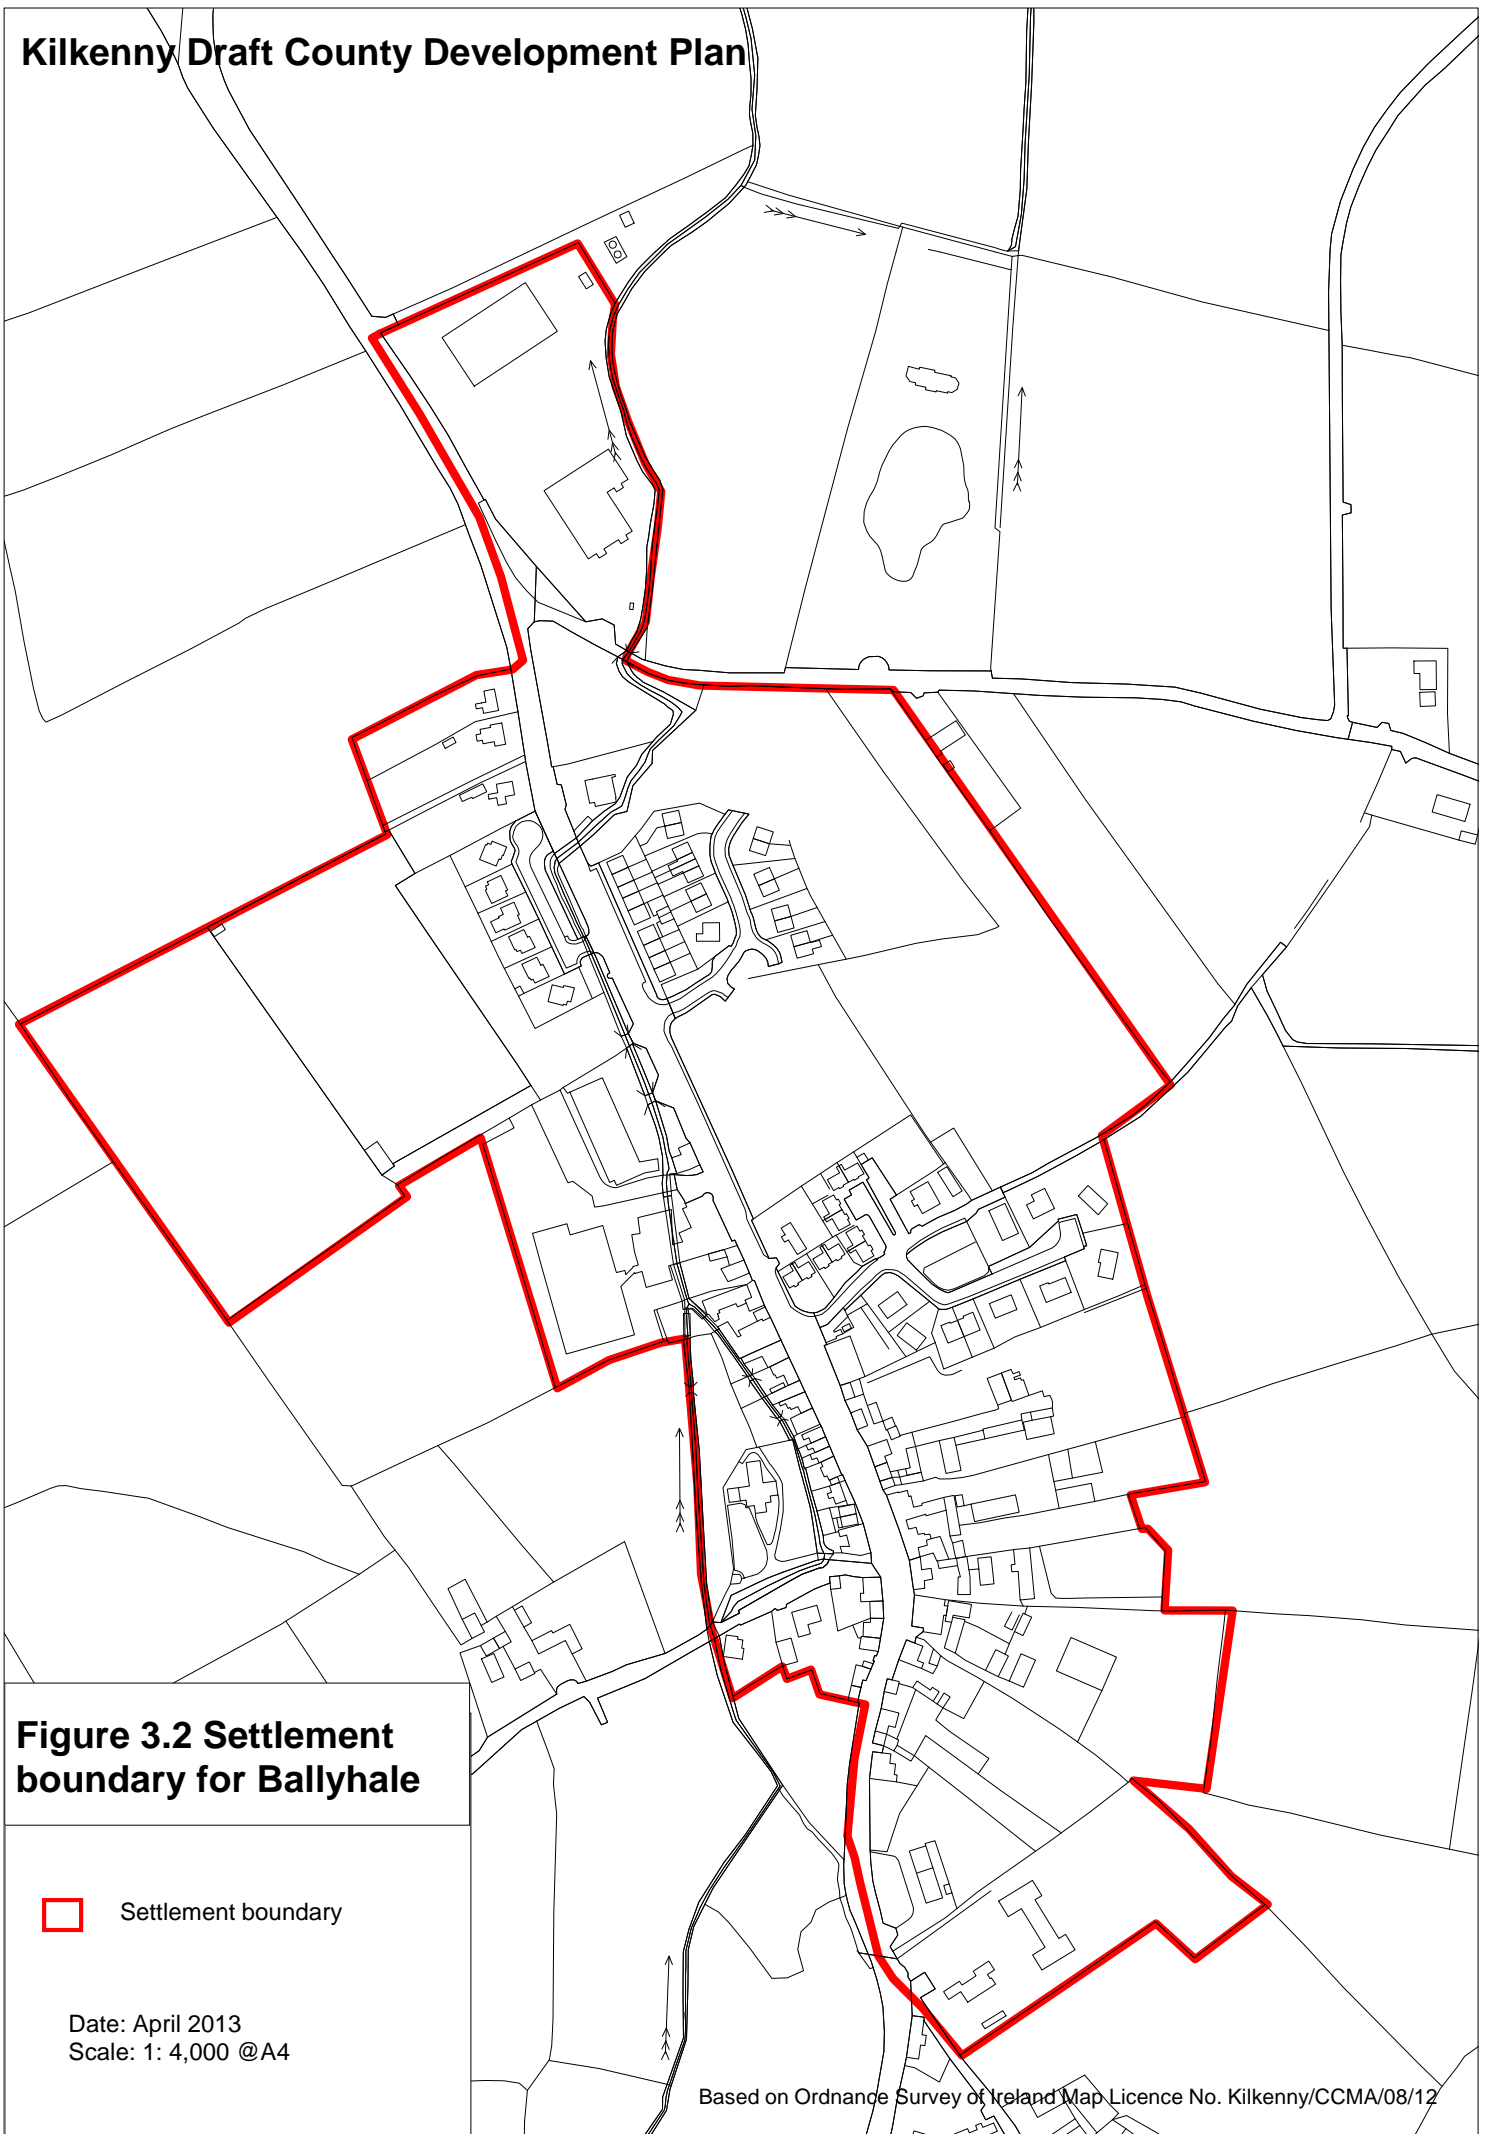 Kilkenny Draft County Development Plan
Figure 3.2 Settlement
boundary for Ballyhale
Settlement boundary
Date: April 2013
Scale: 1: 4,000 @A4
Based on Ordnance Survey of Ireland Map Licence No. Kilkenny/CCMA/08/12